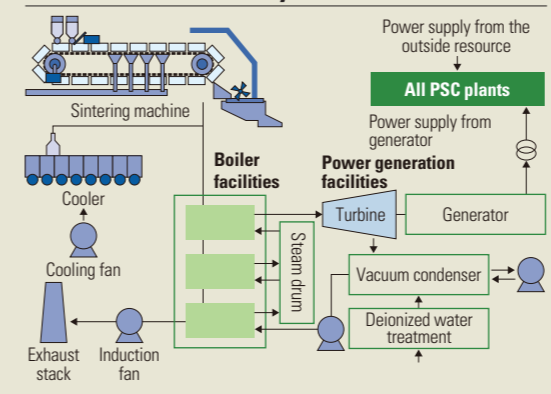 Power supply from the
outside resource
All PSC plants
Sintering machine
Power supply from
generator
Boiler
facilities
Power generation
facilities
Cooler
Turbine
Generator
Steam drum
Cooling fan
Vacuum condenser
Deionized water
treatment
Exhaust
stack
Induction
fan